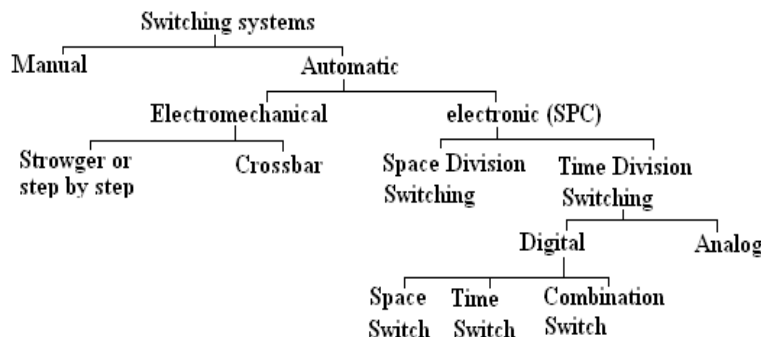 Switching systems
Manual
Automatic
Electromechanical
electronic (SPC)
Strowger or
step by step
Crossbar
Space Division
Switching
Time Division
Switching
Digital
Analog
Space
Switch
Time
Switch
Combination
Switch